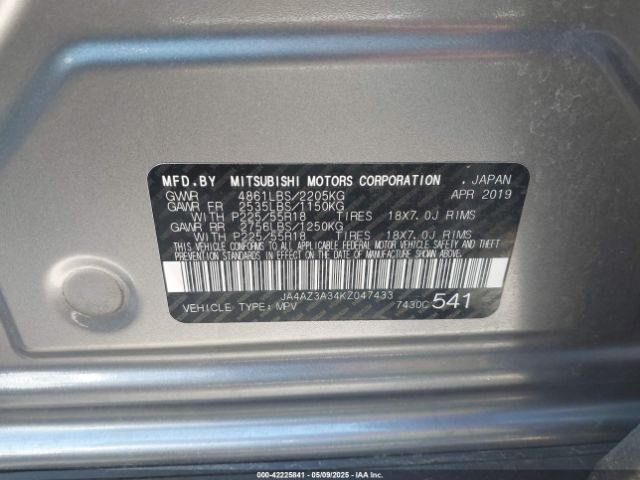 MFD.BY MITSUBISHI MOTORS CORPORATION , JAPAN
GVWR 4861LBS/2205KG APR 2019
GAWR FR 2535LBS/1150KG
WITH P225/55R18 TIRES 18X7.0J RIMS
GAWR RR 2756LBS/1250KG
WITH P225/55R18 TIRES 18X7.0J RIMS
THIS VEHICLE CONFORMS TO ALL APPLICABLE FEDERAL MOTOR VEHICLE SAFETY AND THEFT
PREVENTION STANDARDS IN EFFECT ON THE DATE OF MANUFACTURE SHOWN ABOVE.
JA4AZ3A34KZ047433
VEHICLE TYPE: MPV 7430C 541
000-42225841 - 05/09/2025 - IAAI.COM